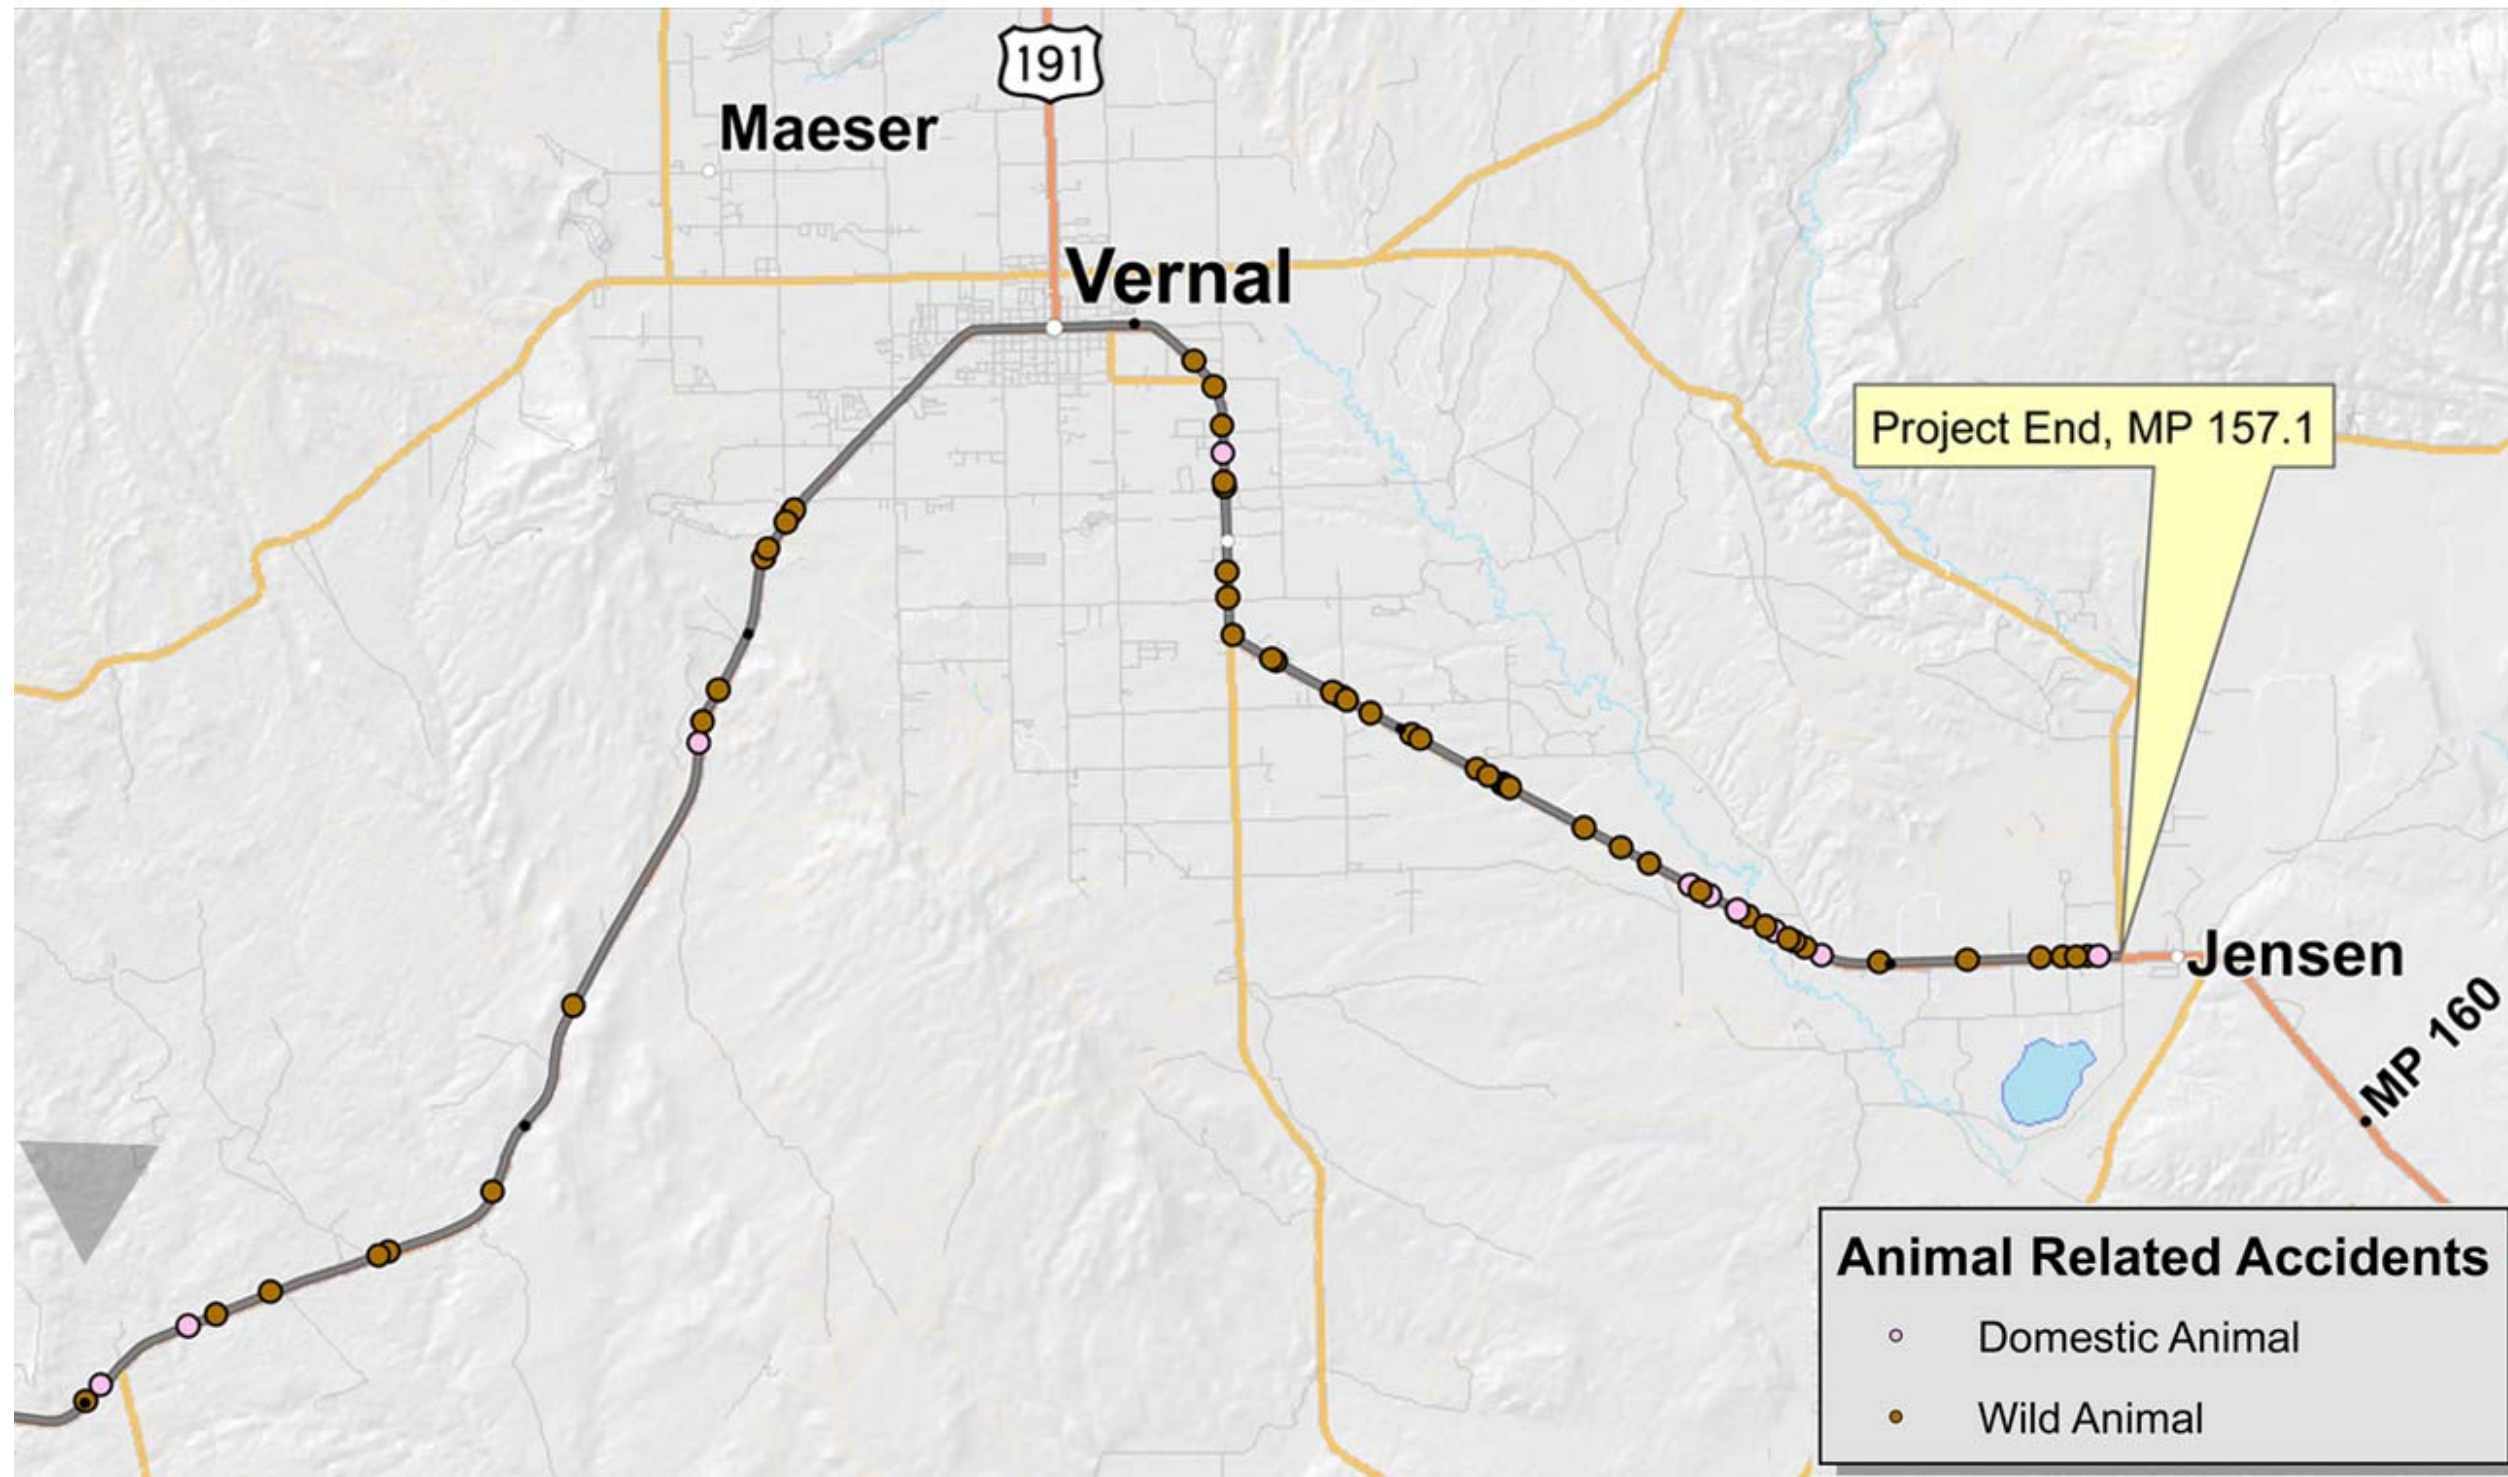 191
Maeser
Vernal
Project End, MP 157.1
Jensen
MP 160
Animal Related Accidents
Domestic Animal
Wild Animal